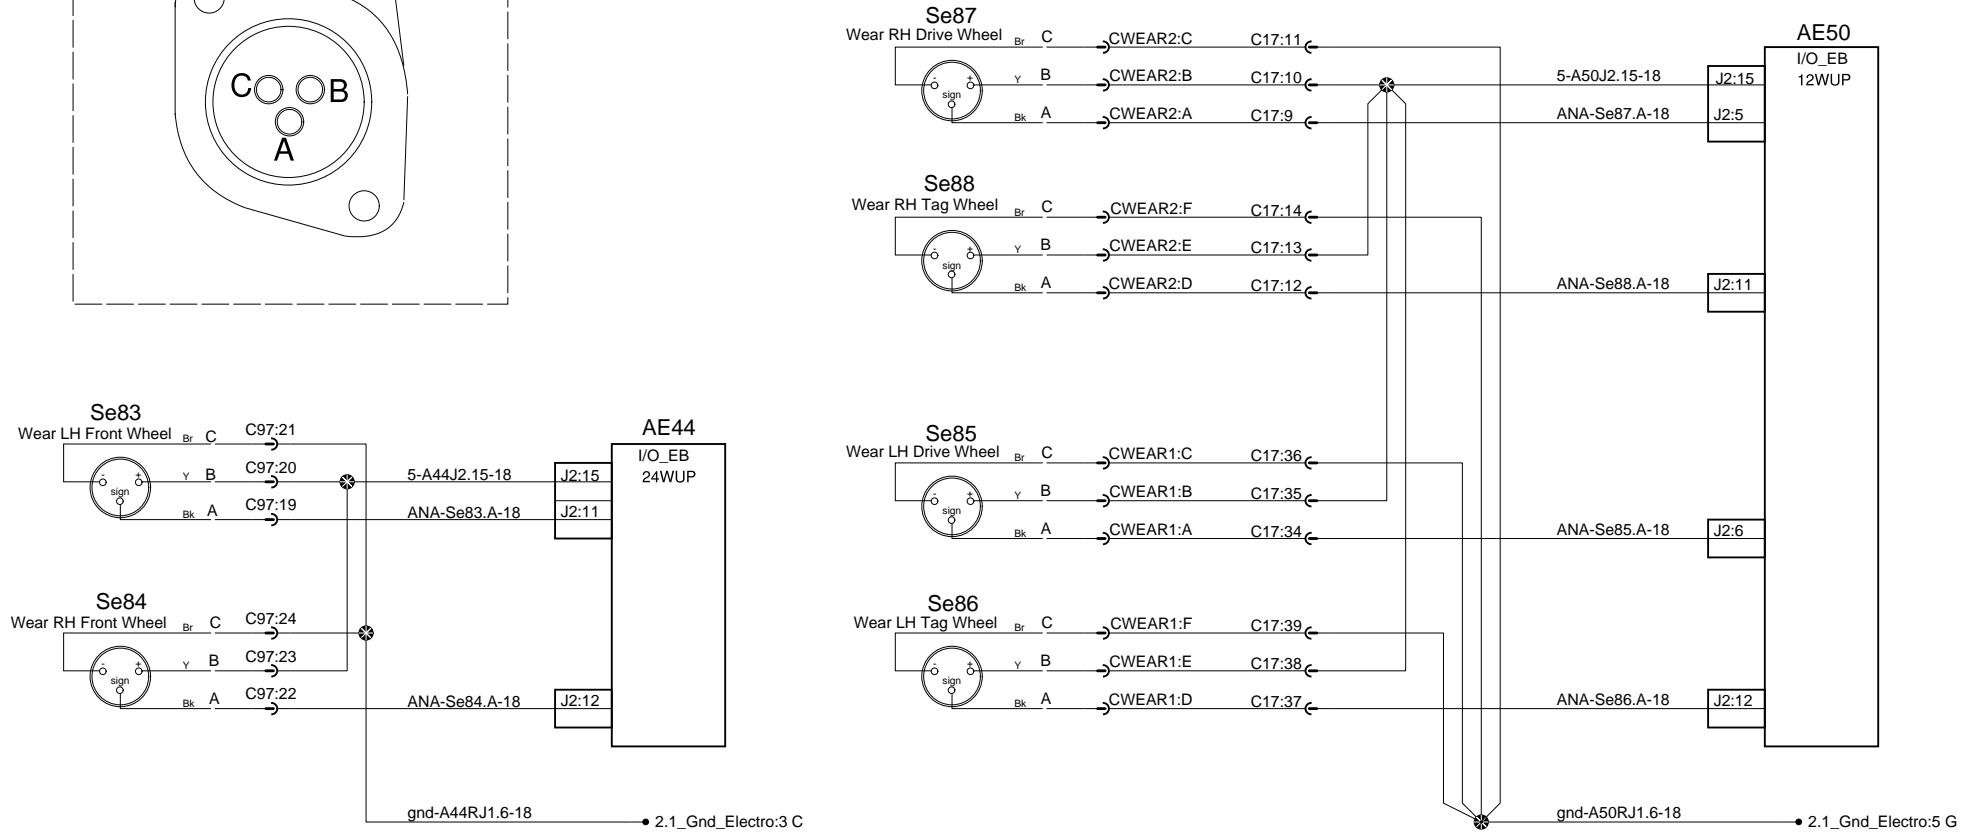 C B
A
Se87
Wear RH Drive Wheel Br C CWEAR2:C C17:11
Y B CWEAR2:B C17:10 5-A50J2.15-18 J2:15
- + sign
Bk A CWEAR2:A C17:9 ANA-Se87.A-18 J2:5
AE50
I/O_EB
12WUP
Se88
Wear RH Tag Wheel Br C CWEAR2:F C17:14
Y B CWEAR2:E C17:13
- + sign
Bk A CWEAR2:D C17:12 ANA-Se88.A-18 J2:11
Se83
Wear LH Front Wheel Br C C97:21
Y B C97:20 5-A44J2.15-18 J2:15
- + sign
Bk A C97:19 ANA-Se83.A-18 J2:11
AE44
I/O_EB
24WUP
Se84
Wear RH Front Wheel Br C C97:24
Y B C97:23
- + sign
Bk A C97:22 ANA-Se84.A-18 J2:12
gnd-A44RJ1.6-18 2.1_Gnd_Electro:3 C
Se85
Wear LH Drive Wheel Br C CWEAR1:C C17:36
Y B CWEAR1:B C17:35
- + sign
Bk A CWEAR1:A C17:34 ANA-Se85.A-18 J2:6
Se86
Wear LH Tag Wheel Br C CWEAR1:F C17:39
Y B CWEAR1:E C17:38
- + sign
Bk A CWEAR1:D C17:37 ANA-Se86.A-18 J2:12
gnd-A50RJ1.6-18 2.1_Gnd_Electro:5 G